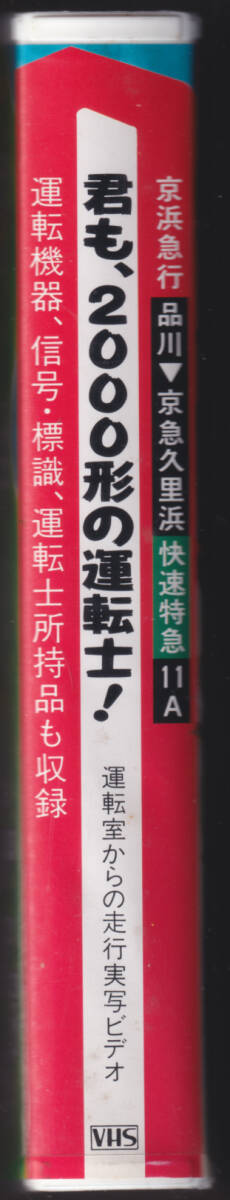 京浜急行 品川▼京急久里浜 快速特急 11A
君も、2000形の運転士!
運転室からの走行実写ビデオ
運転機器、信号・標識、運転士所持品も収録
VHS